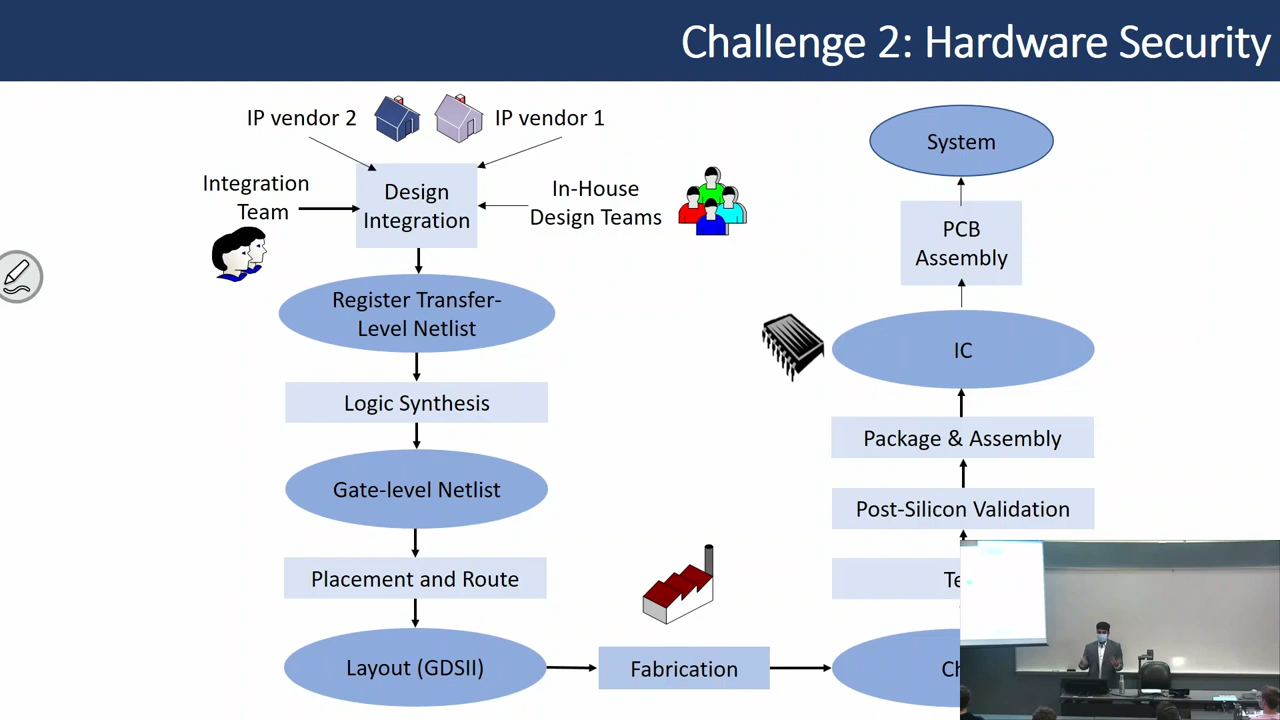 Challenge 2: Hardware Security
IP vendor 2
IP vendor 1
Integration
Team
Design
Integration
In-House
Design Teams
Register Transfer-
Level Netlist
Logic Synthesis
Gate-level Netlist
Placement and Route
Layout (GDSII)
Fabrication
System
PCB
Assembly
IC
Package & Assembly
Post-Silicon Validation